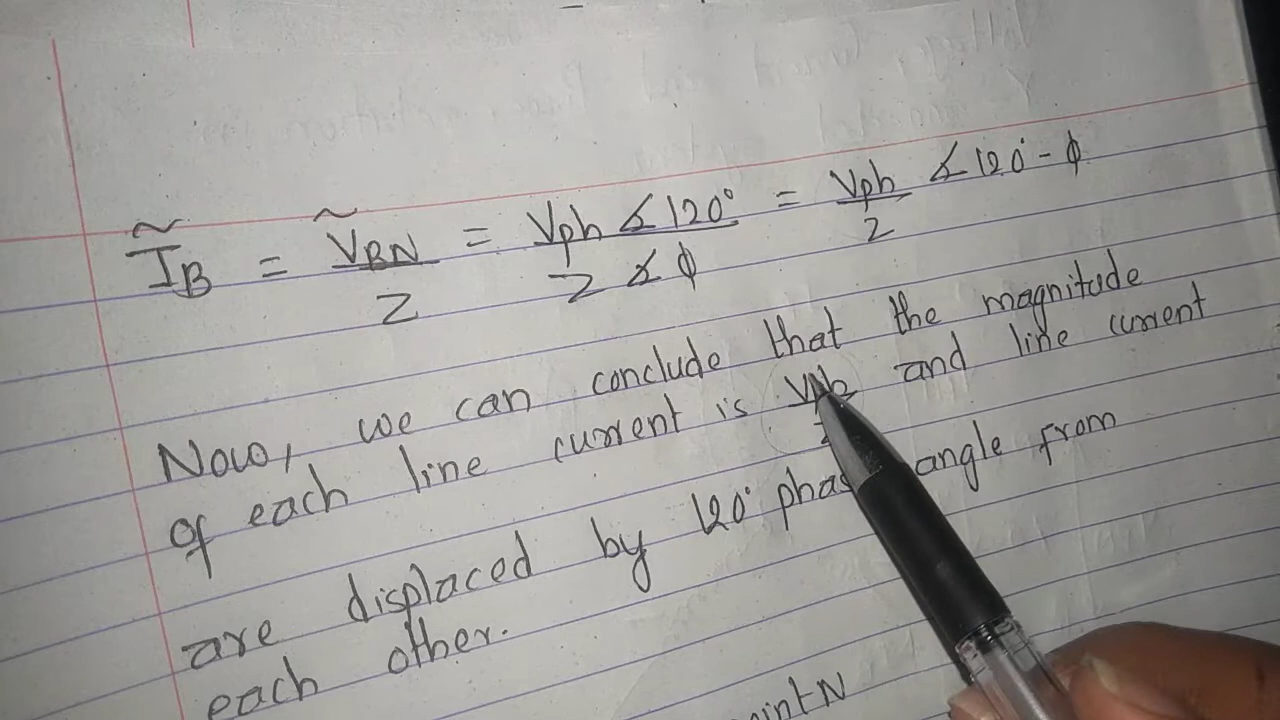 ĨB = ṼBN / Z = Vph ∡120° / Z ∡ϕ = Vph / Z ∡120° - ϕ
Now, we can conclude that the magnitude
of each line current is Vph and line current
are displaced by 120° phase angle from
each other.
N